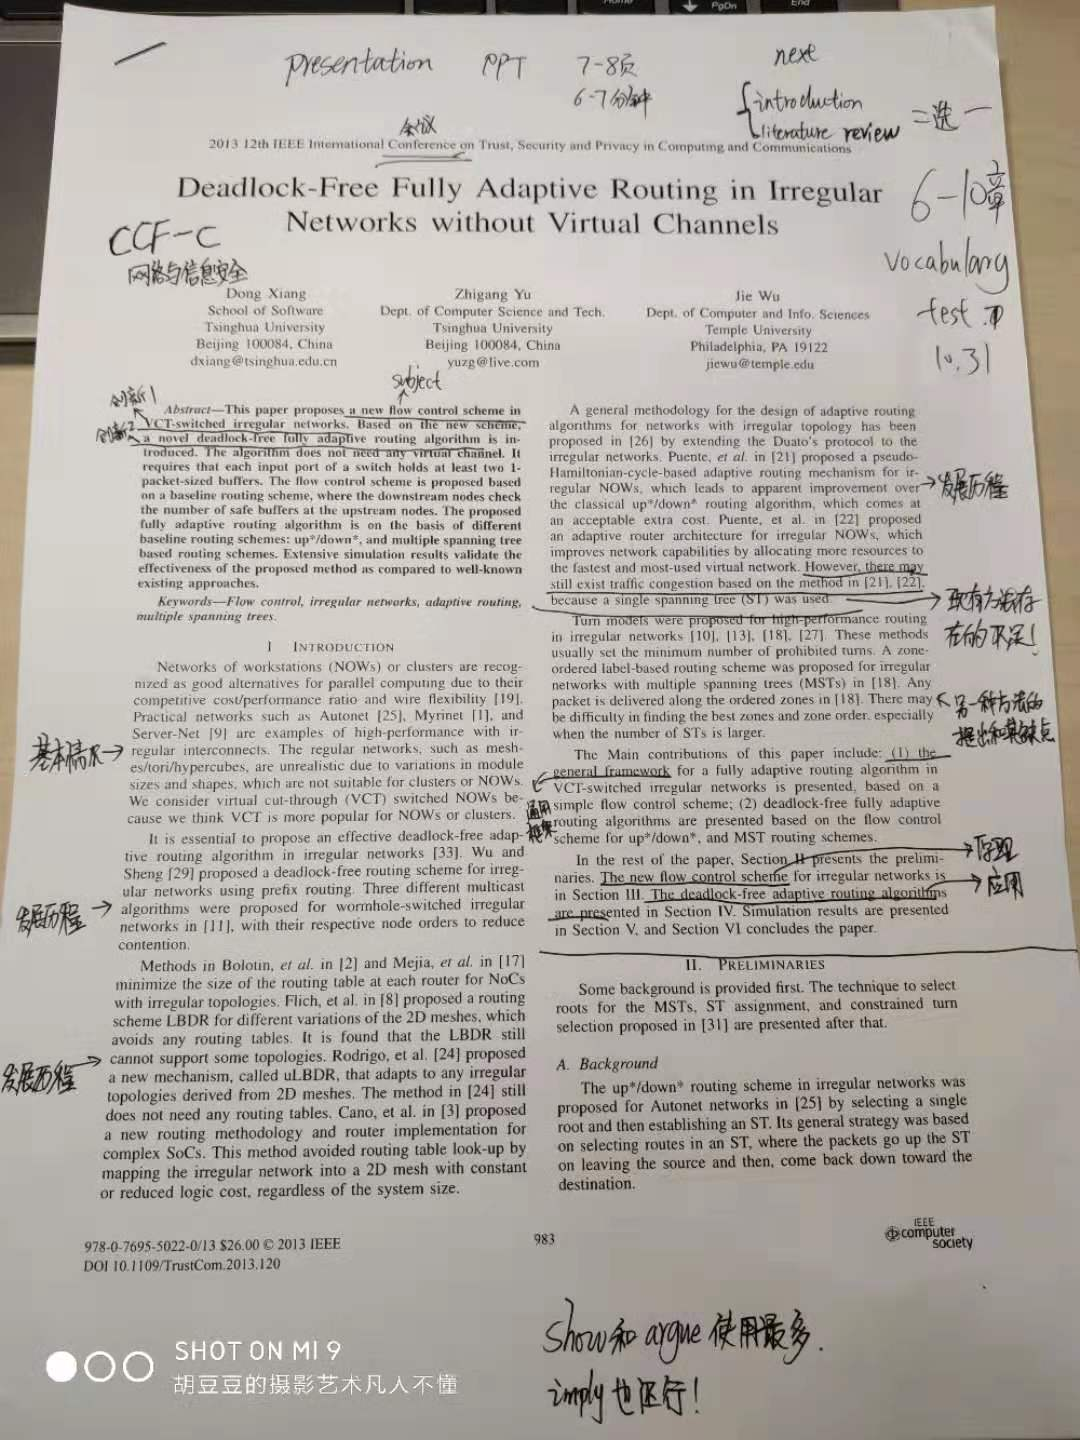 PgDn
End
presentation PPT 7-8页
6-7分钟
next
introduction
literature review
二选一
会议
2013 12th IEEE International Conference on Trust, Security and Privacy in Computing and Communications
Deadlock-Free Fully Adaptive Routing in Irregular
Networks without Virtual Channels
CCF-C
网络与信息安全
6-10章
vocabulary
test
10.31
Dong Xiang
School of Software
Tsinghua University
Beijing 100084, China
dxiang@tsinghua.edu.cn
Zhigang Yu
Dept. of Computer Science and Tech.
Tsinghua University
Beijing 100084, China
yuzg@live.com
Jie Wu
Dept. of Computer and Info. Sciences
Temple University
Philadelphia, PA 19122
jiewu@temple.edu
subject
创新1
创新2
Abstract—This paper proposes a new flow control scheme in
VCT-switched irregular networks. Based on the new scheme,
a novel deadlock-free fully adaptive routing algorithm is in-
troduced. The algorithm does not need any virtual channel. It
requires that each input port of a switch holds at least two 1-
packet-sized buffers. The flow control scheme is proposed based
on a baseline routing scheme, where the downstream nodes check
the number of safe buffers at the upstream nodes. The proposed
fully adaptive routing algorithm is on the basis of different
baseline routing schemes: up*/down*, and multiple spanning tree
based routing schemes. Extensive simulation results validate the
effectiveness of the proposed method as compared to well-known
existing approaches.
Keywords—Flow control, irregular networks, adaptive routing,
multiple spanning trees.
I INTRODUCTION
Networks of workstations (NOWs) or clusters are recog-
nized as good alternatives for parallel computing due to their
competitive cost/performance ratio and wire flexibility [19].
Practical networks such as Autonet [25], Myrinet [1], and
Server-Net [9] are examples of high-performance with ir-
regular interconnects. The regular networks, such as mesh-
es/tori/hypercubes, are unrealistic due to variations in module
sizes and shapes, which are not suitable for clusters or NOWs.
We consider virtual cut-through (VCT) switched NOWs be-
cause we think VCT is more popular for NOWs or clusters.
基本情况
It is essential to propose an effective deadlock-free adap-
tive routing algorithm in irregular networks [33]. Wu and
Sheng [29] proposed a deadlock-free routing scheme for irreg-
ular networks using prefix routing. Three different multicast
algorithms were proposed for wormhole-switched irregular
networks in [11], with their respective node orders to reduce
contention.
发展历程
Methods in Bolotin, et al. in [2] and Mejia, et al. in [17]
minimize the size of the routing table at each router for NoCs
with irregular topologies. Flich, et al. in [8] proposed a routing
scheme LBDR for different variations of the 2D meshes, which
avoids any routing tables. It is found that the LBDR still
cannot support some topologies. Rodrigo, et al. [24] proposed
a new mechanism, called uLBDR, that adapts to any irregular
topologies derived from 2D meshes. The method in [24] still
does not need any routing tables. Cano, et al. in [3] proposed
a new routing methodology and router implementation for
complex SoCs. This method avoided routing table look-up by
mapping the irregular network into a 2D mesh with constant
or reduced logic cost, regardless of the system size.
发展历程
A general methodology for the design of adaptive routing
algorithms for networks with irregular topology has been
proposed in [26] by extending the Duato's protocol to the
irregular networks. Puente, et al. in [21] proposed a pseudo-
Hamiltonian-cycle-based adaptive routing mechanism for ir-
regular NOWs, which leads to apparent improvement over
the classical up*/down* routing algorithm, which comes at
an acceptable extra cost. Puente, et al. in [22] proposed
an adaptive router architecture for irregular NOWs, which
improves network capabilities by allocating more resources to
the fastest and most-used virtual network. However, there may
still exist traffic congestion based on the method in [21], [22],
because a single spanning tree (ST) was used.
发展历程
现有方法存
在的不足!
Turn models were proposed for high-performance routing
in irregular networks [10], [13], [18], [27]. These methods
usually set the minimum number of prohibited turns. A zone-
ordered label-based routing scheme was proposed for irregular
networks with multiple spanning trees (MSTs) in [18]. Any
packet is delivered along the ordered zones in [18]. There may
be difficulty in finding the best zones and zone order, especially
when the number of STs is larger.
另一种方法的
提出和其缺点
The Main contributions of this paper include: (1) the
general framework for a fully adaptive routing algorithm in
VCT-switched irregular networks is presented, based on a
simple flow control scheme; (2) deadlock-free fully adaptive
routing algorithms are presented based on the flow control
scheme for up*/down*, and MST routing schemes.
通用
框架
In the rest of the paper, Section II presents the prelimi-
naries. The new flow control scheme for irregular networks is
in Section III. The deadlock-free adaptive routing algorithms
are presented in Section IV. Simulation results are presented
in Section V, and Section VI concludes the paper.
原理
应用
II. PRELIMINARIES
Some background is provided first. The technique to select
roots for the MSTs, ST assignment, and constrained turn
selection proposed in [31] are presented after that.
A. Background
The up*/down* routing scheme in irregular networks was
proposed for Autonet networks in [25] by selecting a single
root and then establishing an ST. Its general strategy was based
on selecting routes in an ST, where the packets go up the ST
on leaving the source and then, come back down toward the
destination.
978-0-7695-5022-0/13 $26.00 © 2013 IEEE
DOI 10.1109/TrustCom.2013.120
983
IEEE
computer
society
show和argue使用最多.
imply也还行!
SHOT ON MI 9
胡豆豆的摄影艺术凡人不懂